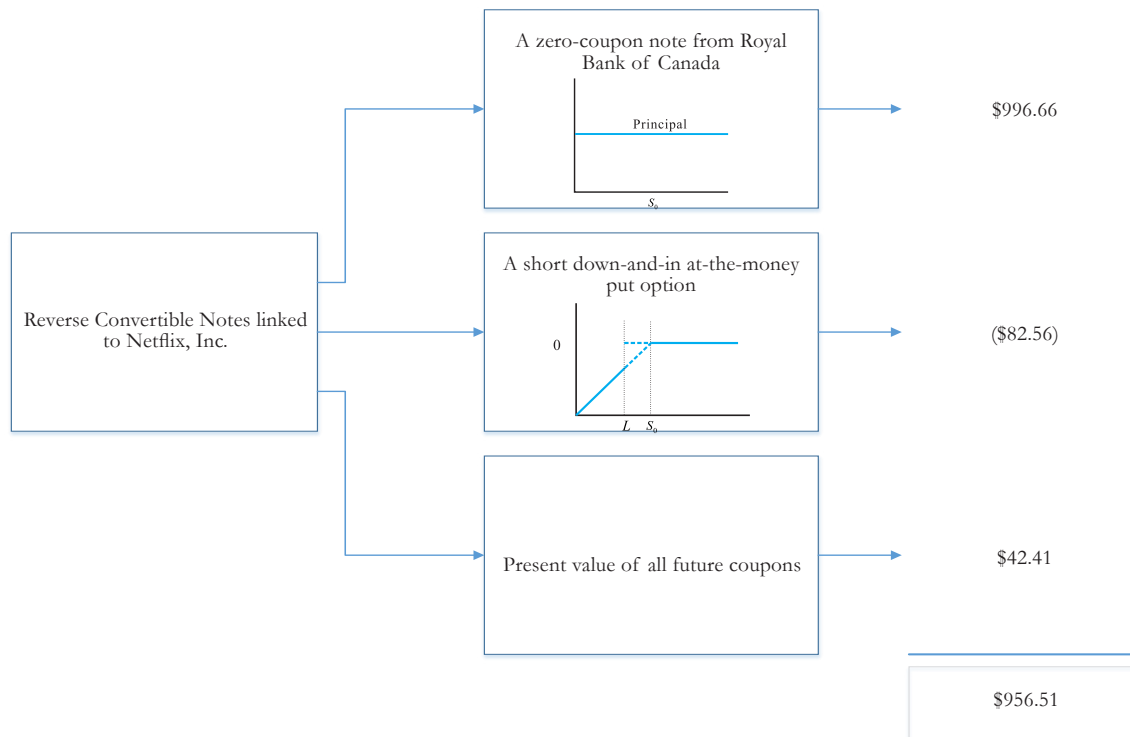 A zero-coupon note from Royal
Bank of Canada
Principal
S₀
$996.66
Reverse Convertible Notes linked
to Netflix, Inc.
A short down-and-in at-the-money
put option
0
L S₀
($82.56)
Present value of all future coupons
$42.41
$956.51